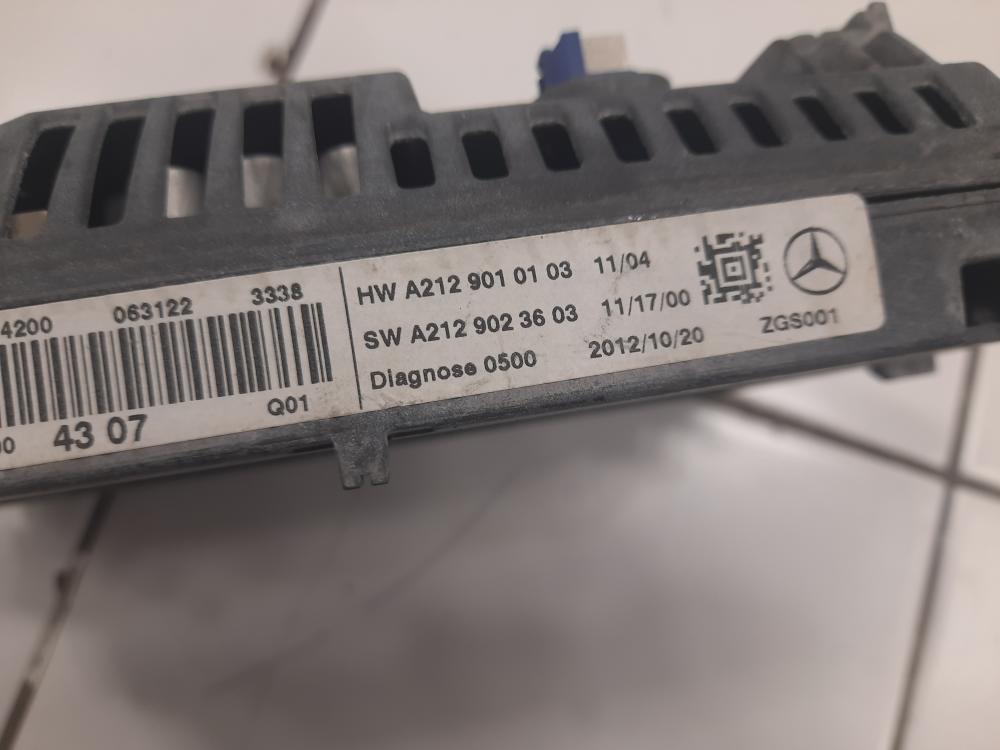 4200 063122 3338
00 43 07 Q01
HW A212 901 01 03 11/04
SW A212 902 36 03 11/17/00
Diagnose 0500 2012/10/20
ZGS001